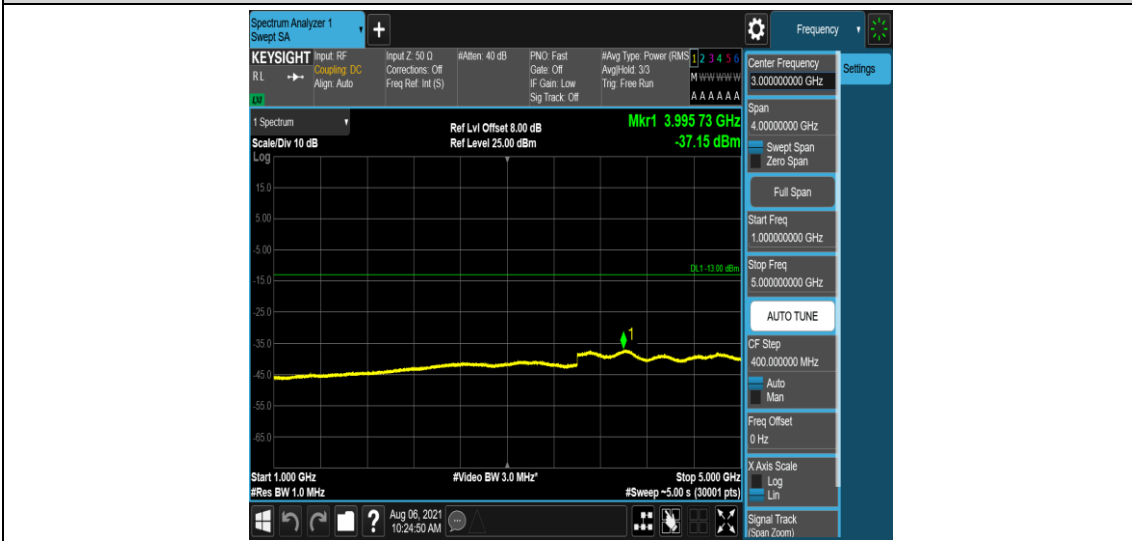 Spectrum Analyzer 1
Swept SA
+
Frequency
KEYSIGHT
RL
LXI
Input: RF
Coupling: DC
Align: Auto
Input Z: 50 Ω
Corrections: Off
Freq Ref: Int (S)
#Atten: 40 dB
PNO: Fast
Gate: Off
IF Gain: Low
Sig Track: Off
#Avg Type: Power (RMS
Avg|Hold: 3/3
Trig: Free Run
1 2 3 4 5 6
M W W W W W
A A A A A A
1 Spectrum
Scale/Div 10 dB
Log
Ref Lvl Offset 8.00 dB
Ref Level 25.00 dBm
Mkr1 3.995 73 GHz
-37.15 dBm
15.0
5.00
-5.00
-15.0
-25.0
-35.0
-45.0
-55.0
-65.0
DL1 -13.00 dBm
1
Start 1.000 GHz
#Res BW 1.0 MHz
#Video BW 3.0 MHz*
Stop 5.000 GHz
#Sweep ~5.00 s (30001 pts)
Aug 06, 2021
10:24:50 AM
?
Center Frequency
3.000000000 GHz
Settings
Span
4.00000000 GHz
Swept Span
Zero Span
Full Span
Start Freq
1.000000000 GHz
Stop Freq
5.000000000 GHz
AUTO TUNE
CF Step
400.000000 MHz
Auto
Man
Freq Offset
0 Hz
X Axis Scale
Log
Lin
Signal Track
(Span Zoom)